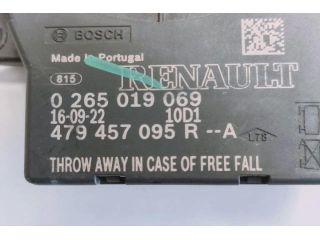 BOSCH
Made in Portugal
815 RENAULT
0 265 019 069
16-09-22 10D1
479 457 095 R --A
LTS
THROW AWAY IN CASE OF FREE FALL